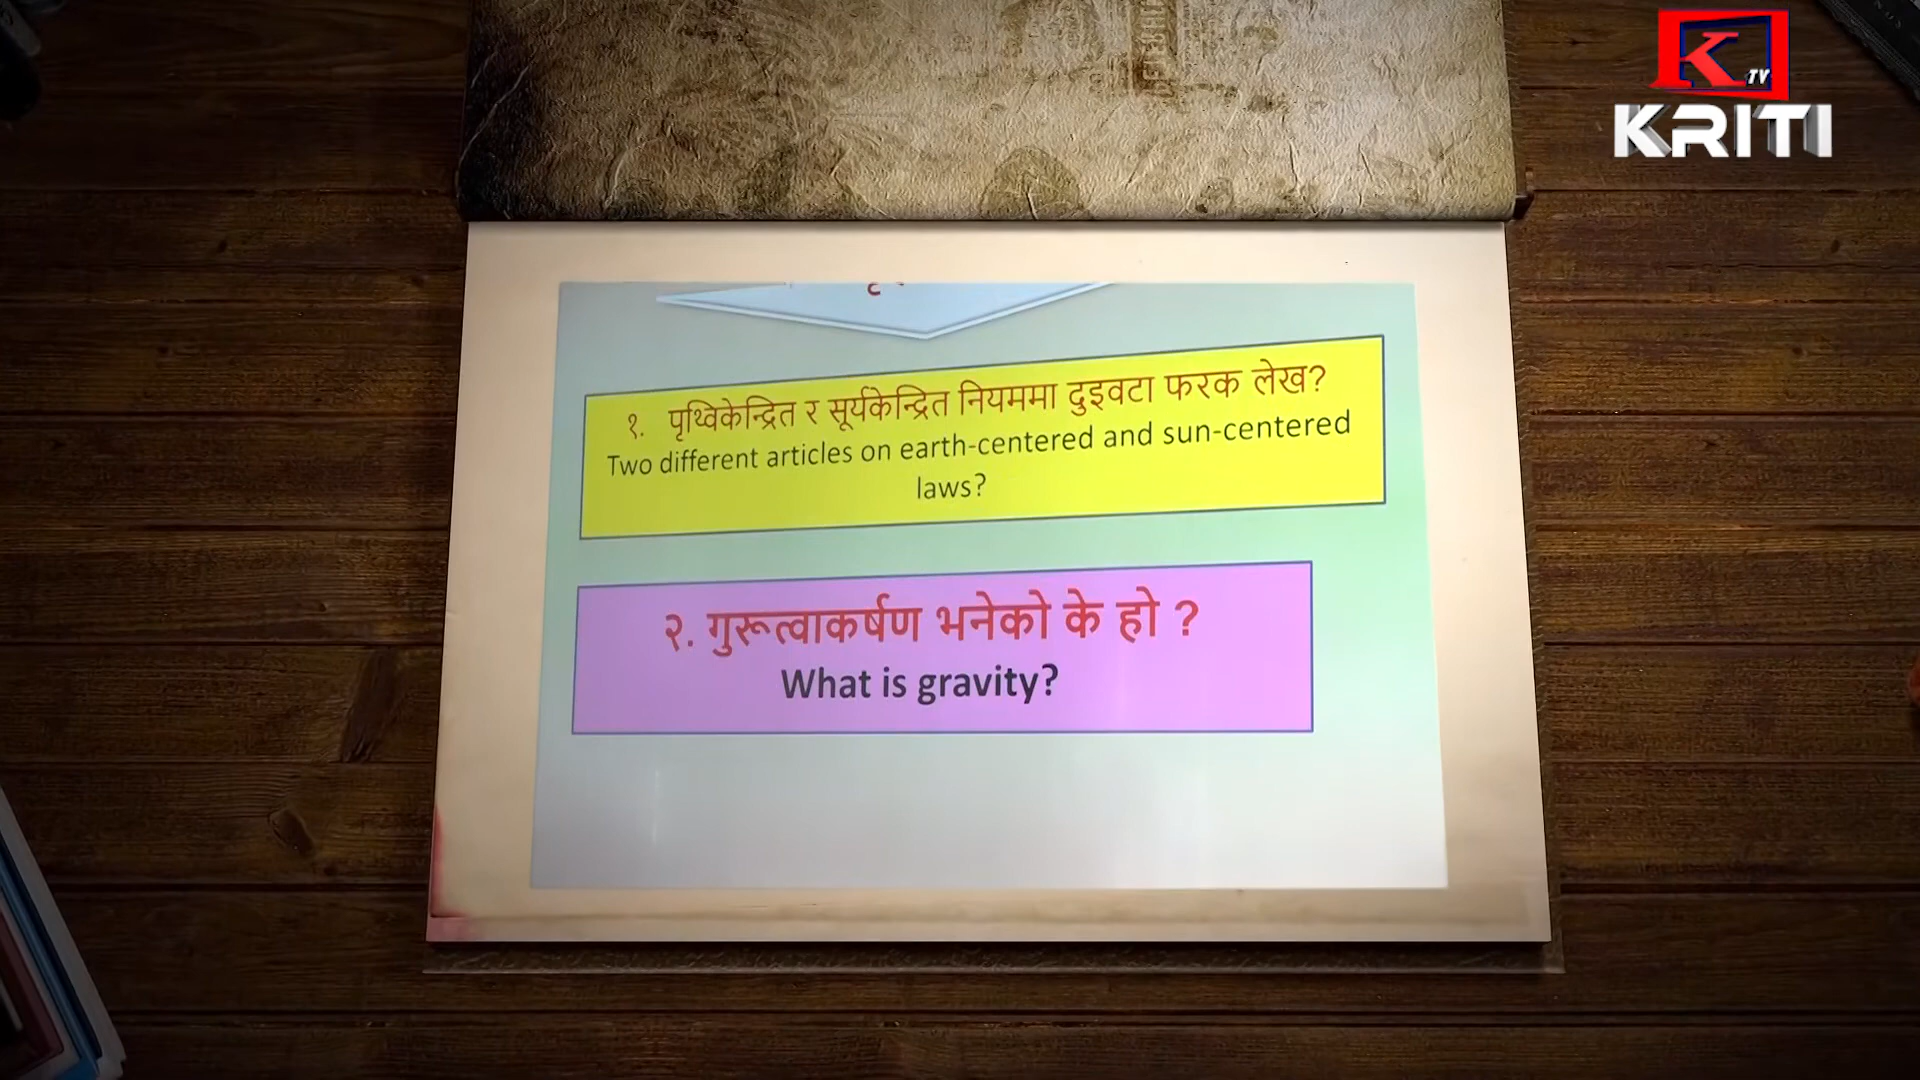 K TV
KRITI
१. पृथ्विकेन्द्रित र सूर्यकेन्द्रित नियममा दुइवटा फरक लेख?
Two different articles on earth-centered and sun-centered
laws?
२. गुरूत्वाकर्षण भनेको के हो ?
What is gravity?